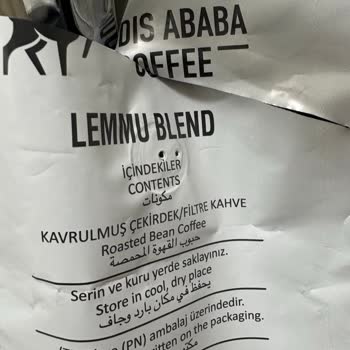 DIS ABABA
COFFEE
LEMMU BLEND
İÇİNDEKİLER
CONTENTS
مكونات
KAVRULMUŞ ÇEKİRDEK/FİLTRE KAHVE
Roasted Bean Coffee
حبوب القهوة المحمصة
Serin ve kuru yerde saklayınız.
Store in cool, dry place
يحفظ في مكان بارد وجاف
(PN) ambalaj üzerindedir.
written on the packaging.